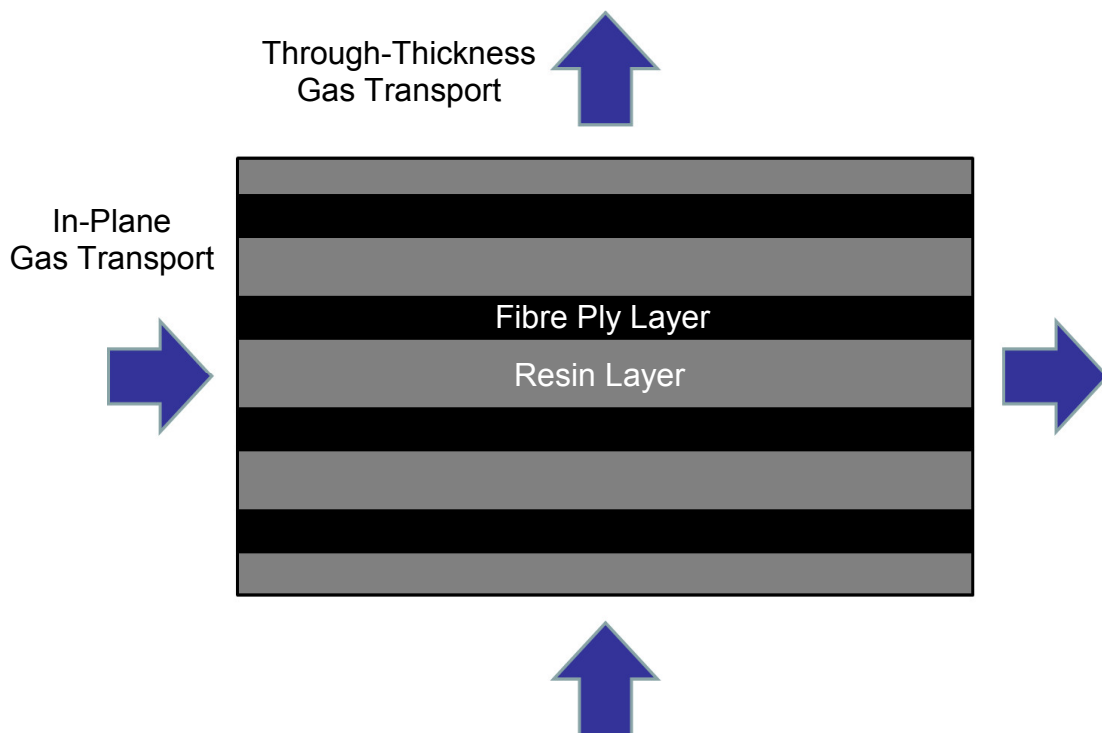 Through-Thickness
Gas Transport
In-Plane
Gas Transport
Fibre Ply Layer
Resin Layer